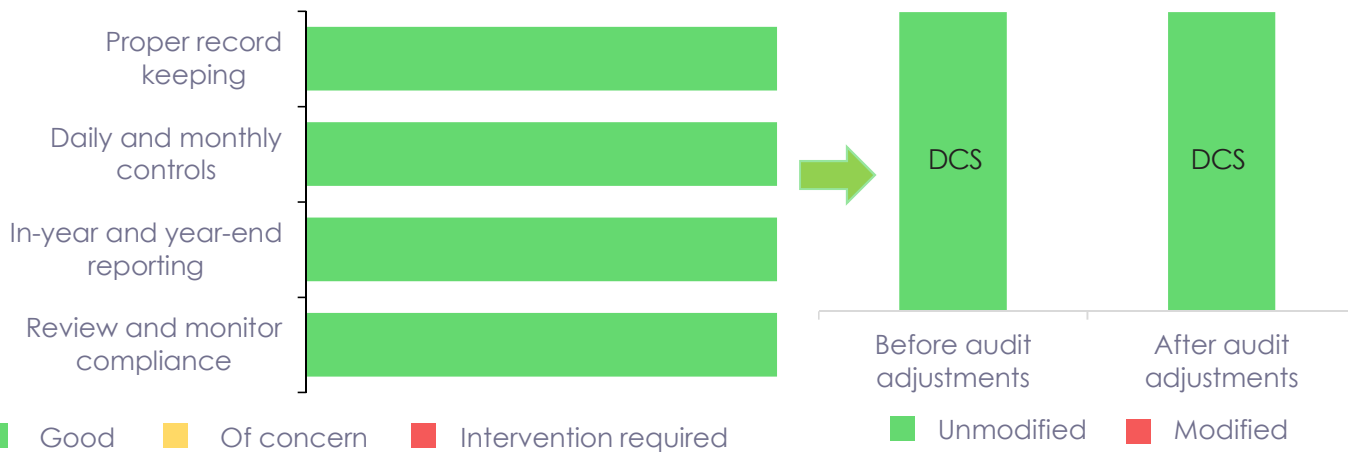 Proper record
keeping
Daily and monthly
controls
In-year and year-end
reporting
Review and monitor
compliance
Good
Of concern
Intervention required
DCS
DCS
Before audit
adjustments
After audit
adjustments
Unmodified
Modified